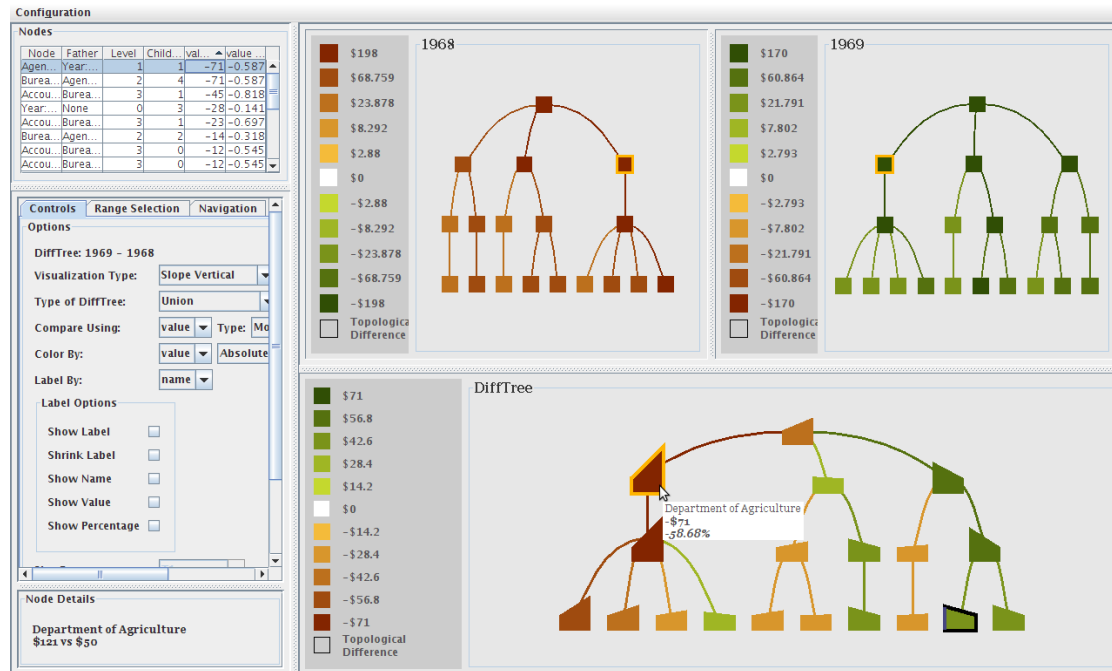 Configuration
Nodes
Node Father Level Child... val... value ...
Agen... Year:... 1 1 -71 -0.587
Burea... Agen... 2 4 -71 -0.587
Accou... Burea... 3 1 -45 -0.818
Year:... None 0 3 -28 -0.141
Accou... Burea... 3 1 -23 -0.697
Burea... Agen... 2 2 -14 -0.318
Accou... Burea... 3 0 -12 -0.545
Accou... Burea... 3 0 -12 -0.545
Controls Range Selection Navigation
Options
DiffTree: 1969 - 1968
Visualization Type: Slope Vertical
Type of DiffTree: Union
Compare Using: value Type: Mo
Color By: value Absolute
Label By: name
Label Options
Show Label
Shrink Label
Show Name
Show Value
Show Percentage
Node Details
Department of Agriculture
$121 vs $50
1968
$198
$68.759
$23.878
$8.292
$2.88
$0
-$2.88
-$8.292
-$23.878
-$68.759
-$198
Topologica
Difference
1969
$170
$60.864
$21.791
$7.802
$2.793
$0
-$2.793
-$7.802
-$21.791
-$60.864
-$170
Topologica
Difference
DiffTree
$71
$56.8
$42.6
$28.4
$14.2
$0
-$14.2
-$28.4
-$42.6
-$56.8
-$71
Topological
Difference
Department of Agriculture
-$71
-58.68%